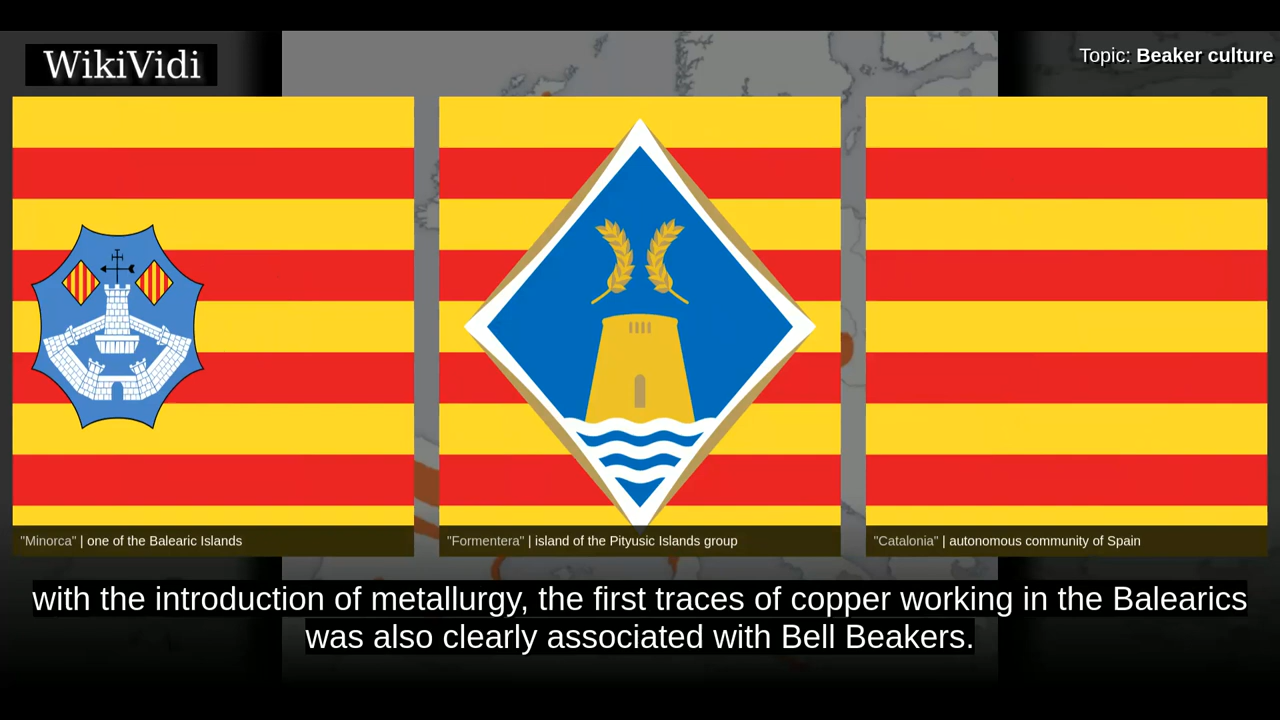 WikiVidi
Topic: Beaker culture
"Minorca" | one of the Balearic Islands
"Formentera" | island of the Pityusic Islands group
"Catalonia" | autonomous community of Spain
with the introduction of metallurgy, the first traces of copper working in the Balearics
was also clearly associated with Bell Beakers.